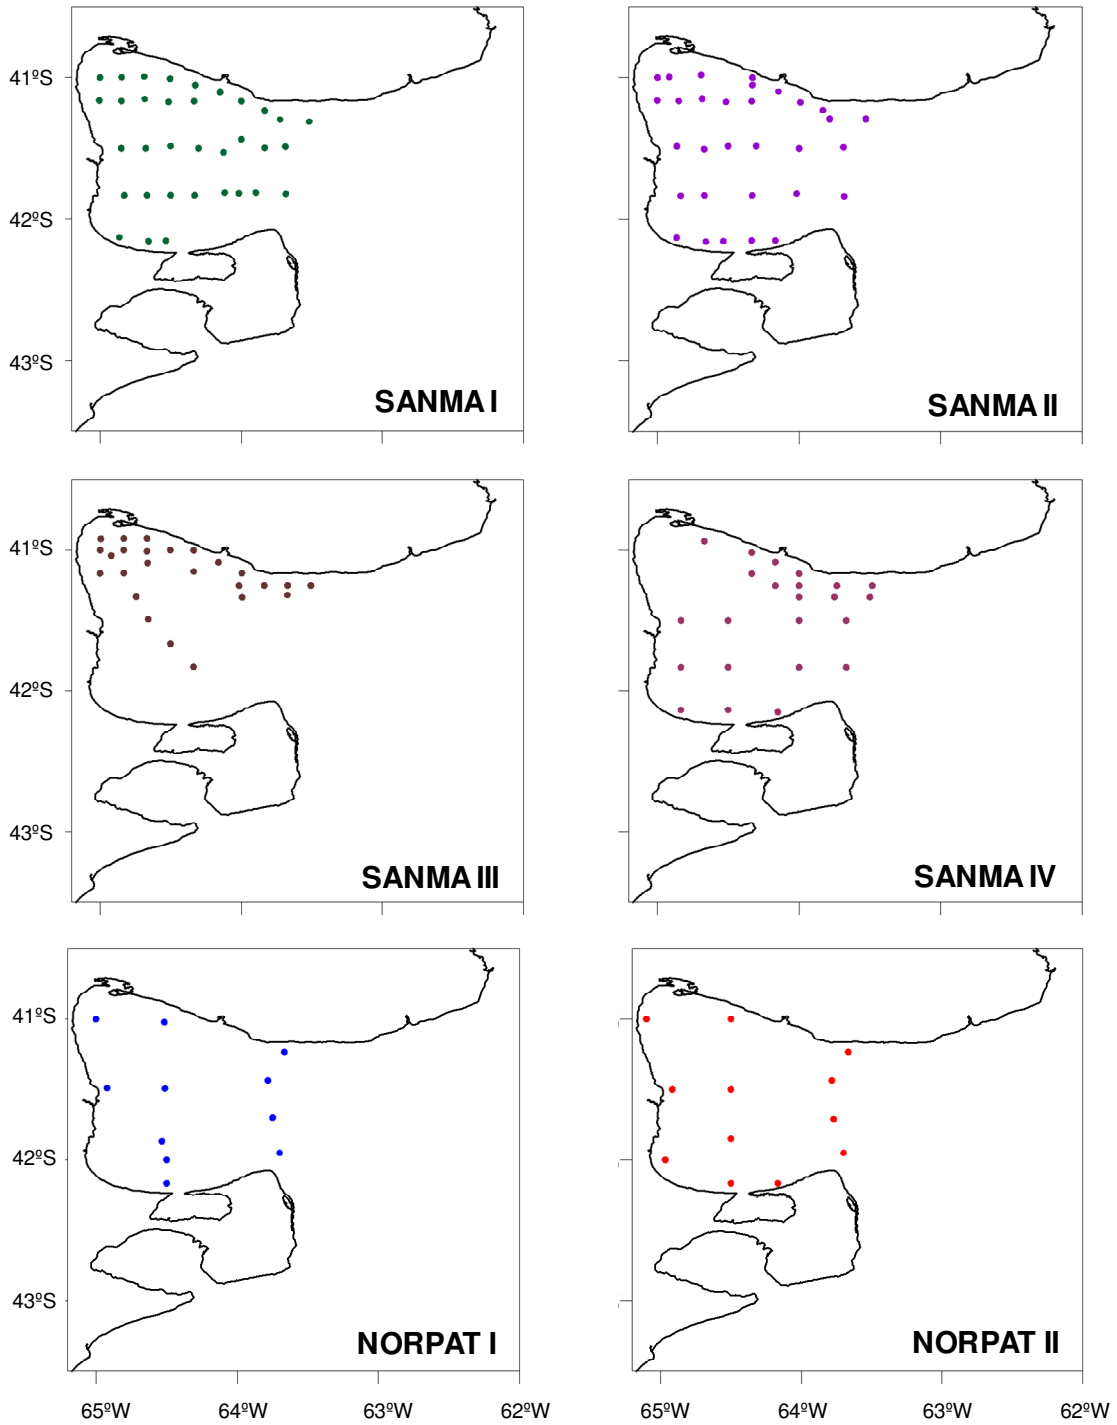 41ºS
42ºS
43ºS
SANMA I
SANMA II
41ºS
42ºS
43ºS
SANMA III
SANMA IV
41ºS
42ºS
43ºS
NORPAT I
NORPAT II
65ºW 64ºW 63ºW 62ºW 65ºW 64ºW 63ºW 62ºW